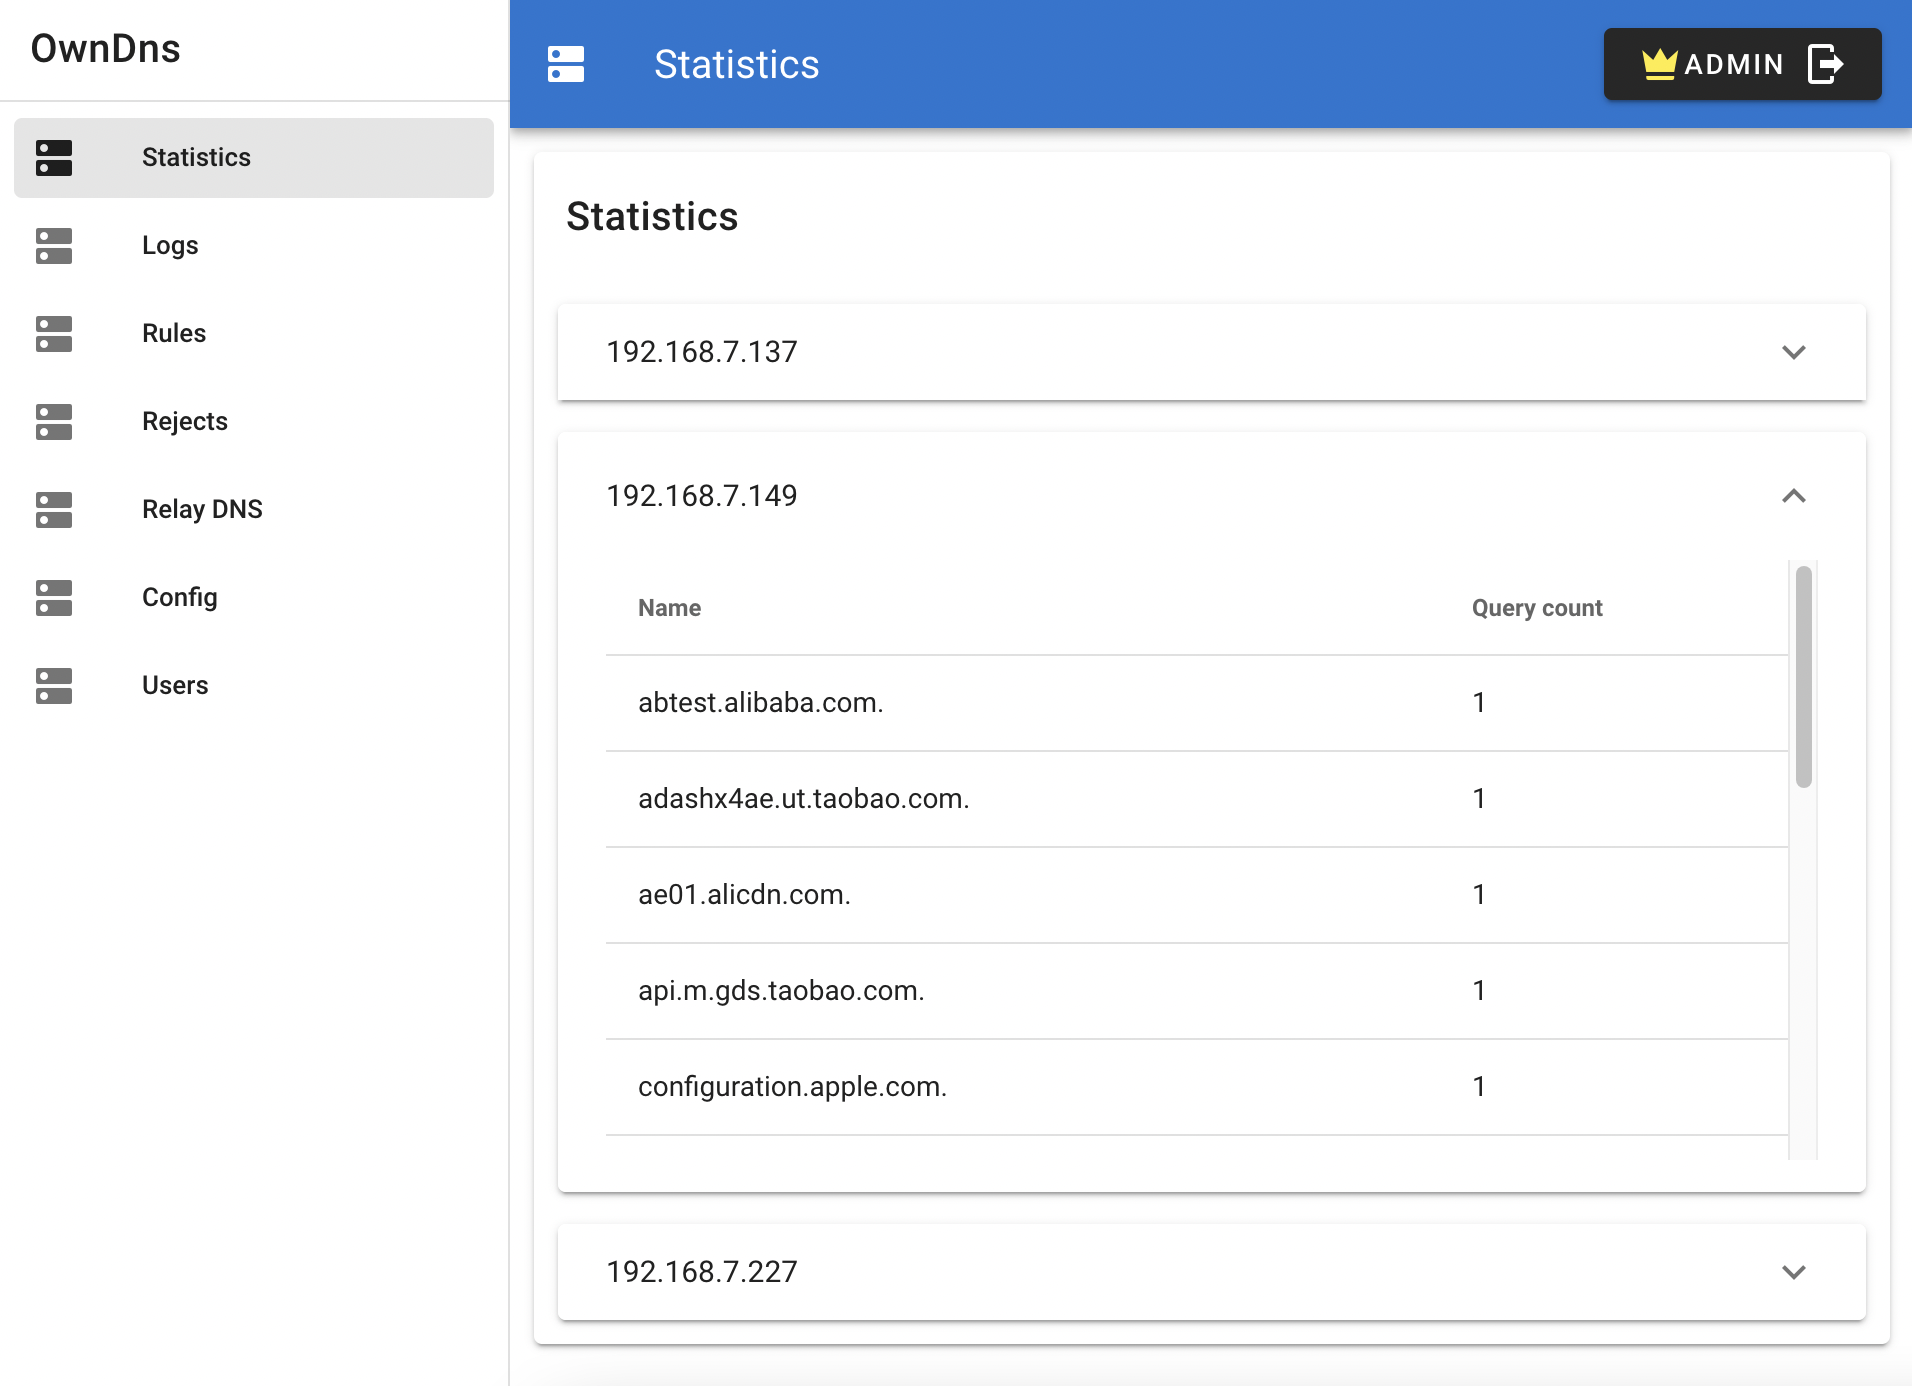 OwnDns
Statistics
Logs
Rules
Rejects
Relay DNS
Config
Users
Statistics
ADMIN
Statistics
192.168.7.137
192.168.7.149
Name Query count
abtest.alibaba.com. 1
adashx4ae.ut.taobao.com. 1
ae01.alicdn.com. 1
api.m.gds.taobao.com. 1
configuration.apple.com. 1
192.168.7.227